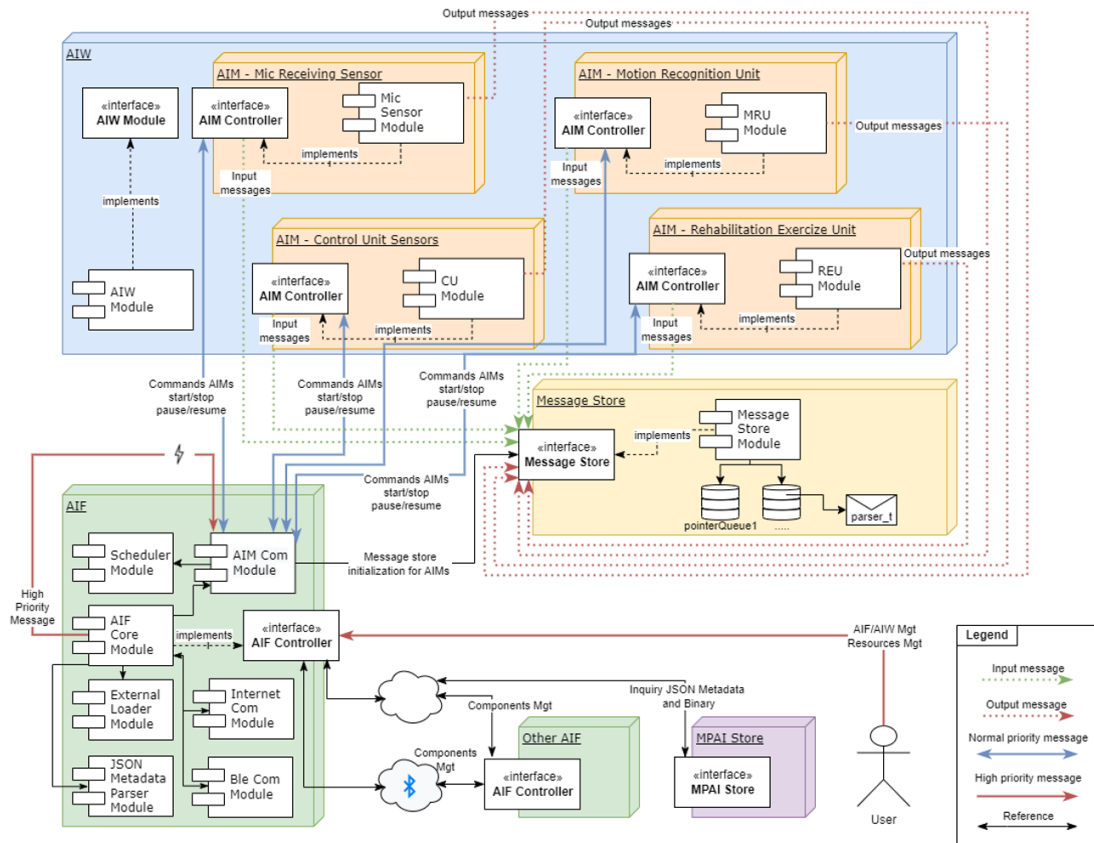 Output messages
Output messages
AIW
AIM - Mic Receiving Sensor
«interface»
AIW Module
«interface»
AIM Controller
Mic
Sensor
Module
implements
Input
messages
implements
AIW
Module
AIM - Motion Recognition Unit
«interface»
AIM Controller
MRU
Module
Output messages
implements
Input
messages
AIM - Control Unit Sensors
«interface»
AIM Controller
CU
Module
Input
messages
implements
AIM - Rehabilitation Exercize Unit
«interface»
AIM Controller
REU
Module
Output messages
Input
messages
implements
Commands AIMs
start/stop
pause/resume
Commands AIMs
start/stop
pause/resume
Commands AIMs
start/stop
pause/resume
Commands AIMs
start/stop
pause/resume
Message Store
«interface»
Message Store
implements
Message
Store
Module
pointerQueue1
.....
parser_t
AIF
Scheduler
Module
AIM Com
Module
Message store
initialization for AIMs
High
Priority
Message
AIF
Core
Module
implements
«interface»
AIF Controller
External
Loader
Module
Internet
Com
Module
JSON
Metadata
Parser
Module
Ble Com
Module
Components Mgt
Components
Mgt
Inquiry JSON Metadata
and Binary
Other AIF
«interface»
AIF Controller
MPAI Store
«interface»
MPAI Store
AIF/AIW Mgt
Resources Mgt
User
Legend
Input message
Output message
Normal priority message
High priority message
Reference